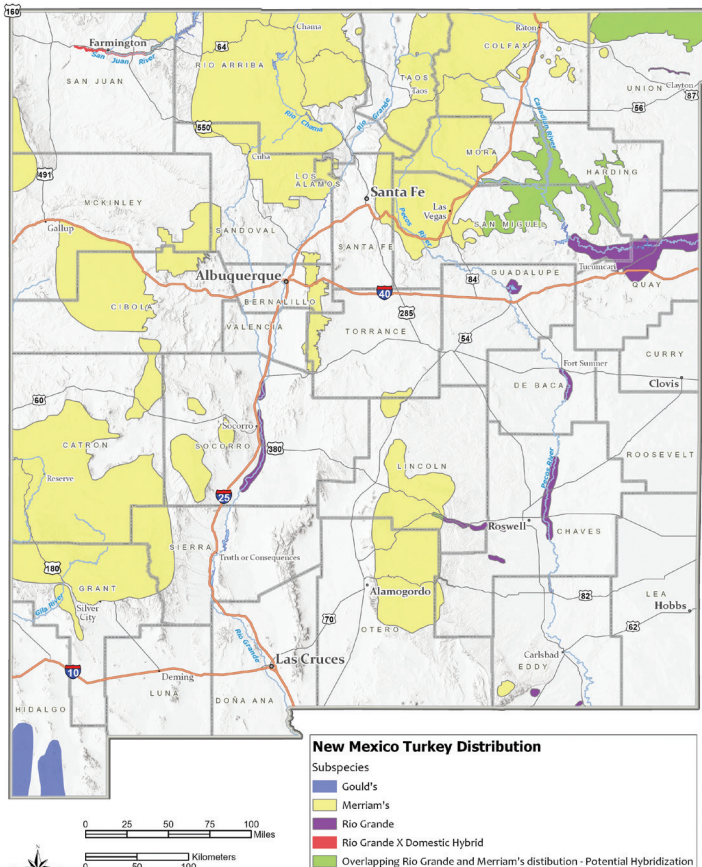 160
Farmington
San Juan River
SAN JUAN
64
Chama
RIO ARRIBA
Rio Chama
TAOS
Taos
Rio Grande
Raton
COLFAX
Canadian River
UNION
Clayton
87
56
550
491
Cuba
LOS
ALAMOS
MORA
HARDING
MCKINLEY
Gallup
SANDOVAL
Santa Fe
SANTA FE
Pecos River
Las
Vegas
SAN MIGUEL
Albuquerque
BERNALILLO
CIBOLA
VALENCIA
40
285
TORRANCE
84
GUADALUPE
Tucumcari
QUAY
54
Fort Sumner
CURRY
DE BACA
Clovis
60
CATRON
Reserve
Socorro
SOCORRO
380
25
LINCOLN
Pecos River
ROOSEVELT
Roswell
CHAVES
SIERRA
Truth or Consequences
180
GRANT
Gila River
Silver
City
Alamogordo
OTERO
70
82
LEA
Hobbs
62
Rio Grande
Las Cruces
Carlsbad
EDDY
10
Deming
LUNA
DOÑA ANA
HIDALGO
New Mexico Turkey Distribution
Subspecies
Gould's
Merriam's
Rio Grande
Rio Grande X Domestic Hybrid
Overlapping Rio Grande and Merriam's distibution - Potential Hybridization
0 25 50 75 100
Miles
Kilometers
0 50 100